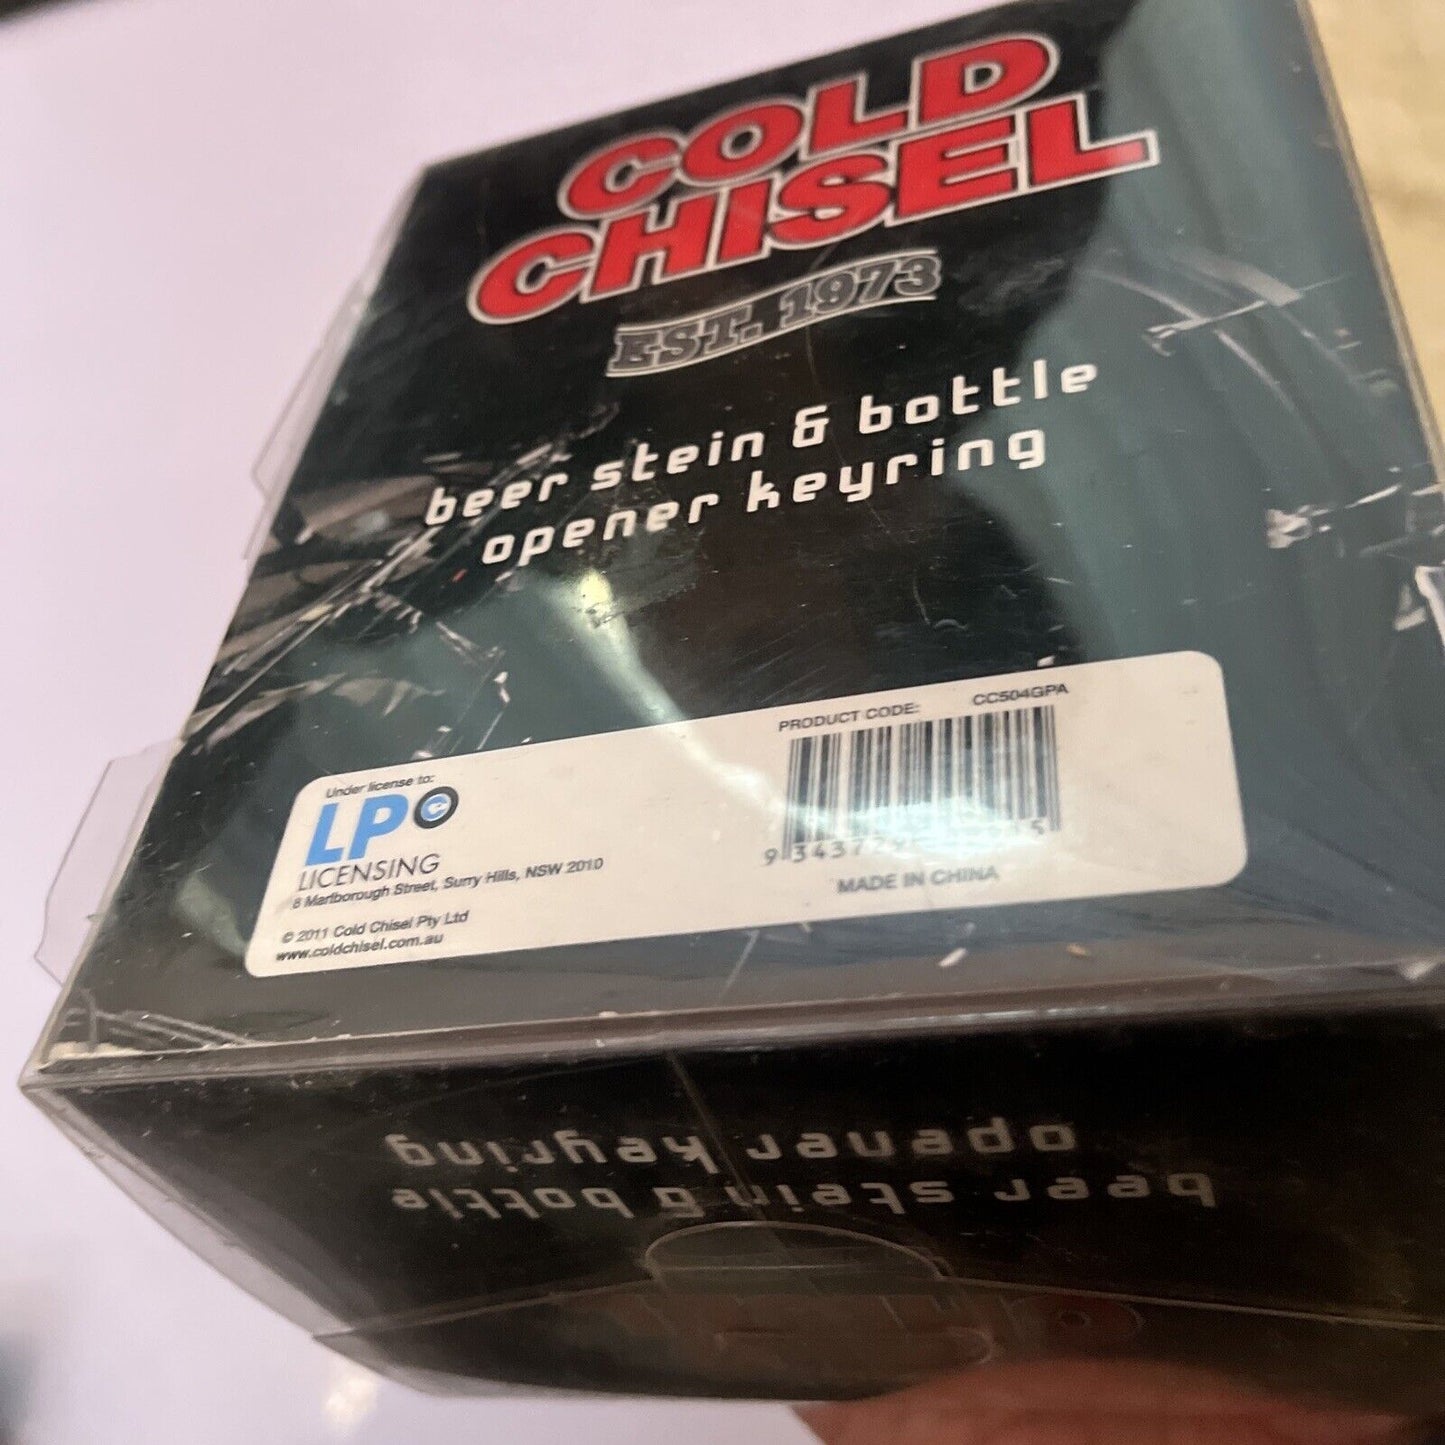 COLD
CHISEL
EST. 1973
beer stein & bottle
opener keyring
PRODUCT CODE: CC504GPA
Under license to:
LP
LICENSING
8 Marlborough Street, Surry Hills, NSW 2010
© 2011 Cold Chisel Pty Ltd
www.coldchisel.com.au
MADE IN CHINA
beer stein & bottle
opener keyring